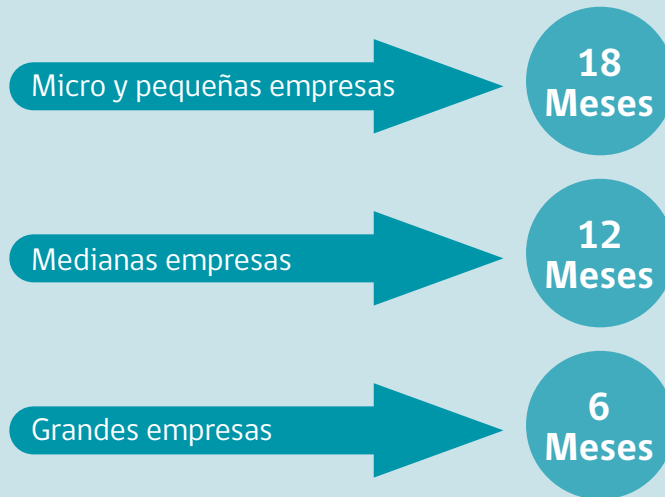 Micro y pequeñas empresas
18
Meses
Medianas empresas
12
Meses
Grandes empresas
6
Meses